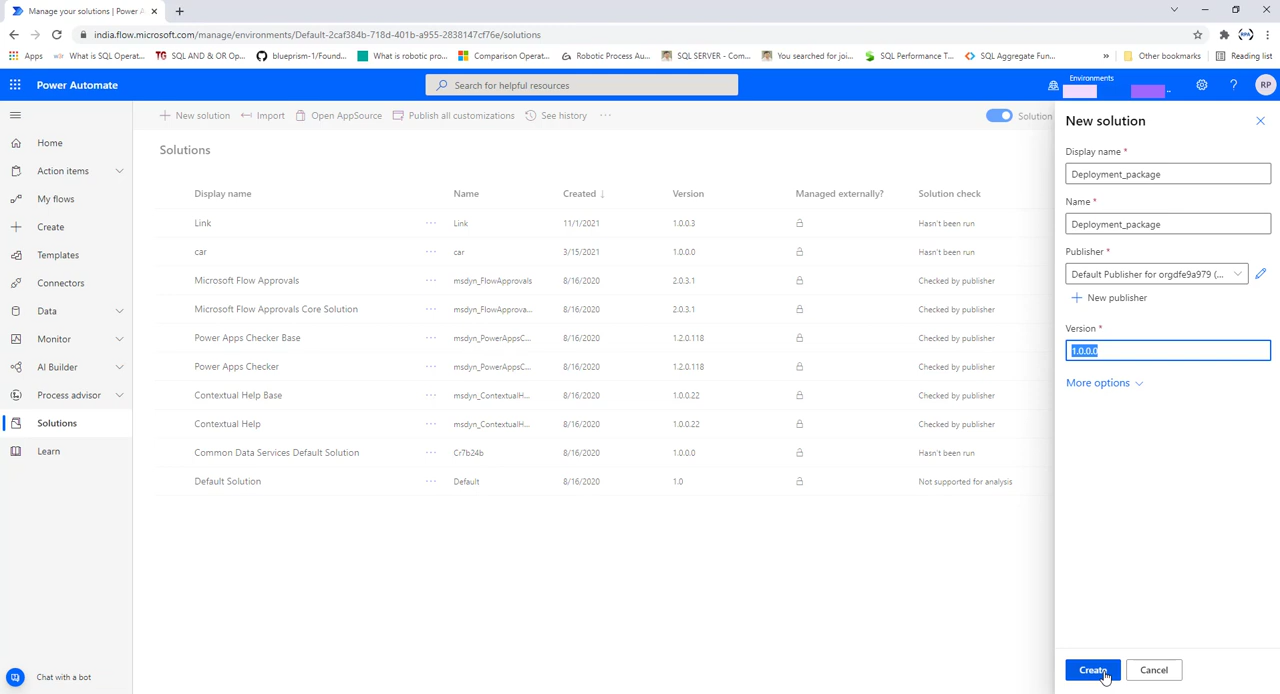 Manage your solutions | Power A
india.flow.microsoft.com/manage/environments/Default-2caf384b-718d-401b-a955-2838147cf76e/solutions
Apps What is SQL Operat... TG SQL AND & OR Op... blueprism-1/Found... What is robotic pro... Comparison Operat... Robotic Process Au... SQL SERVER - Com... You searched for joi... SQL Performance T... SQL Aggregate Fun... » Other bookmarks Reading list
Power Automate
Search for helpful resources
Environments
RP
Home
Action items
My flows
Create
Templates
Connectors
Data
Monitor
AI Builder
Process advisor
Solutions
Learn
Chat with a bot
New solution Import Open AppSource Publish all customizations See history ··· Solution
Solutions
Display name Name Created ↓ Version Managed externally? Solution check
Link ··· Link 11/1/2021 1.0.0.3 Hasn't been run
car ··· car 3/15/2021 1.0.0.0 Hasn't been run
Microsoft Flow Approvals ··· msdyn_FlowApprovals 8/16/2020 2.0.3.1 Checked by publisher
Microsoft Flow Approvals Core Solution ··· msdyn_FlowApprova... 8/16/2020 2.0.3.1 Checked by publisher
Power Apps Checker Base ··· msdyn_PowerAppsC... 8/16/2020 1.2.0.118 Checked by publisher
Power Apps Checker ··· msdyn_PowerAppsC... 8/16/2020 1.2.0.118 Checked by publisher
Contextual Help Base ··· msdyn_ContextualH... 8/16/2020 1.0.0.22 Checked by publisher
Contextual Help ··· msdyn_ContextualH... 8/16/2020 1.0.0.22 Checked by publisher
Common Data Services Default Solution ··· Cr7b24b 8/16/2020 1.0.0.0 Hasn't been run
Default Solution ··· Default 8/16/2020 1.0 Not supported for analysis
New solution
Display name *
Deployment_package
Name *
Deployment_package
Publisher *
Default Publisher for orgdfe9a979 (...
New publisher
Version *
1.0.0.0
More options
Create Cancel